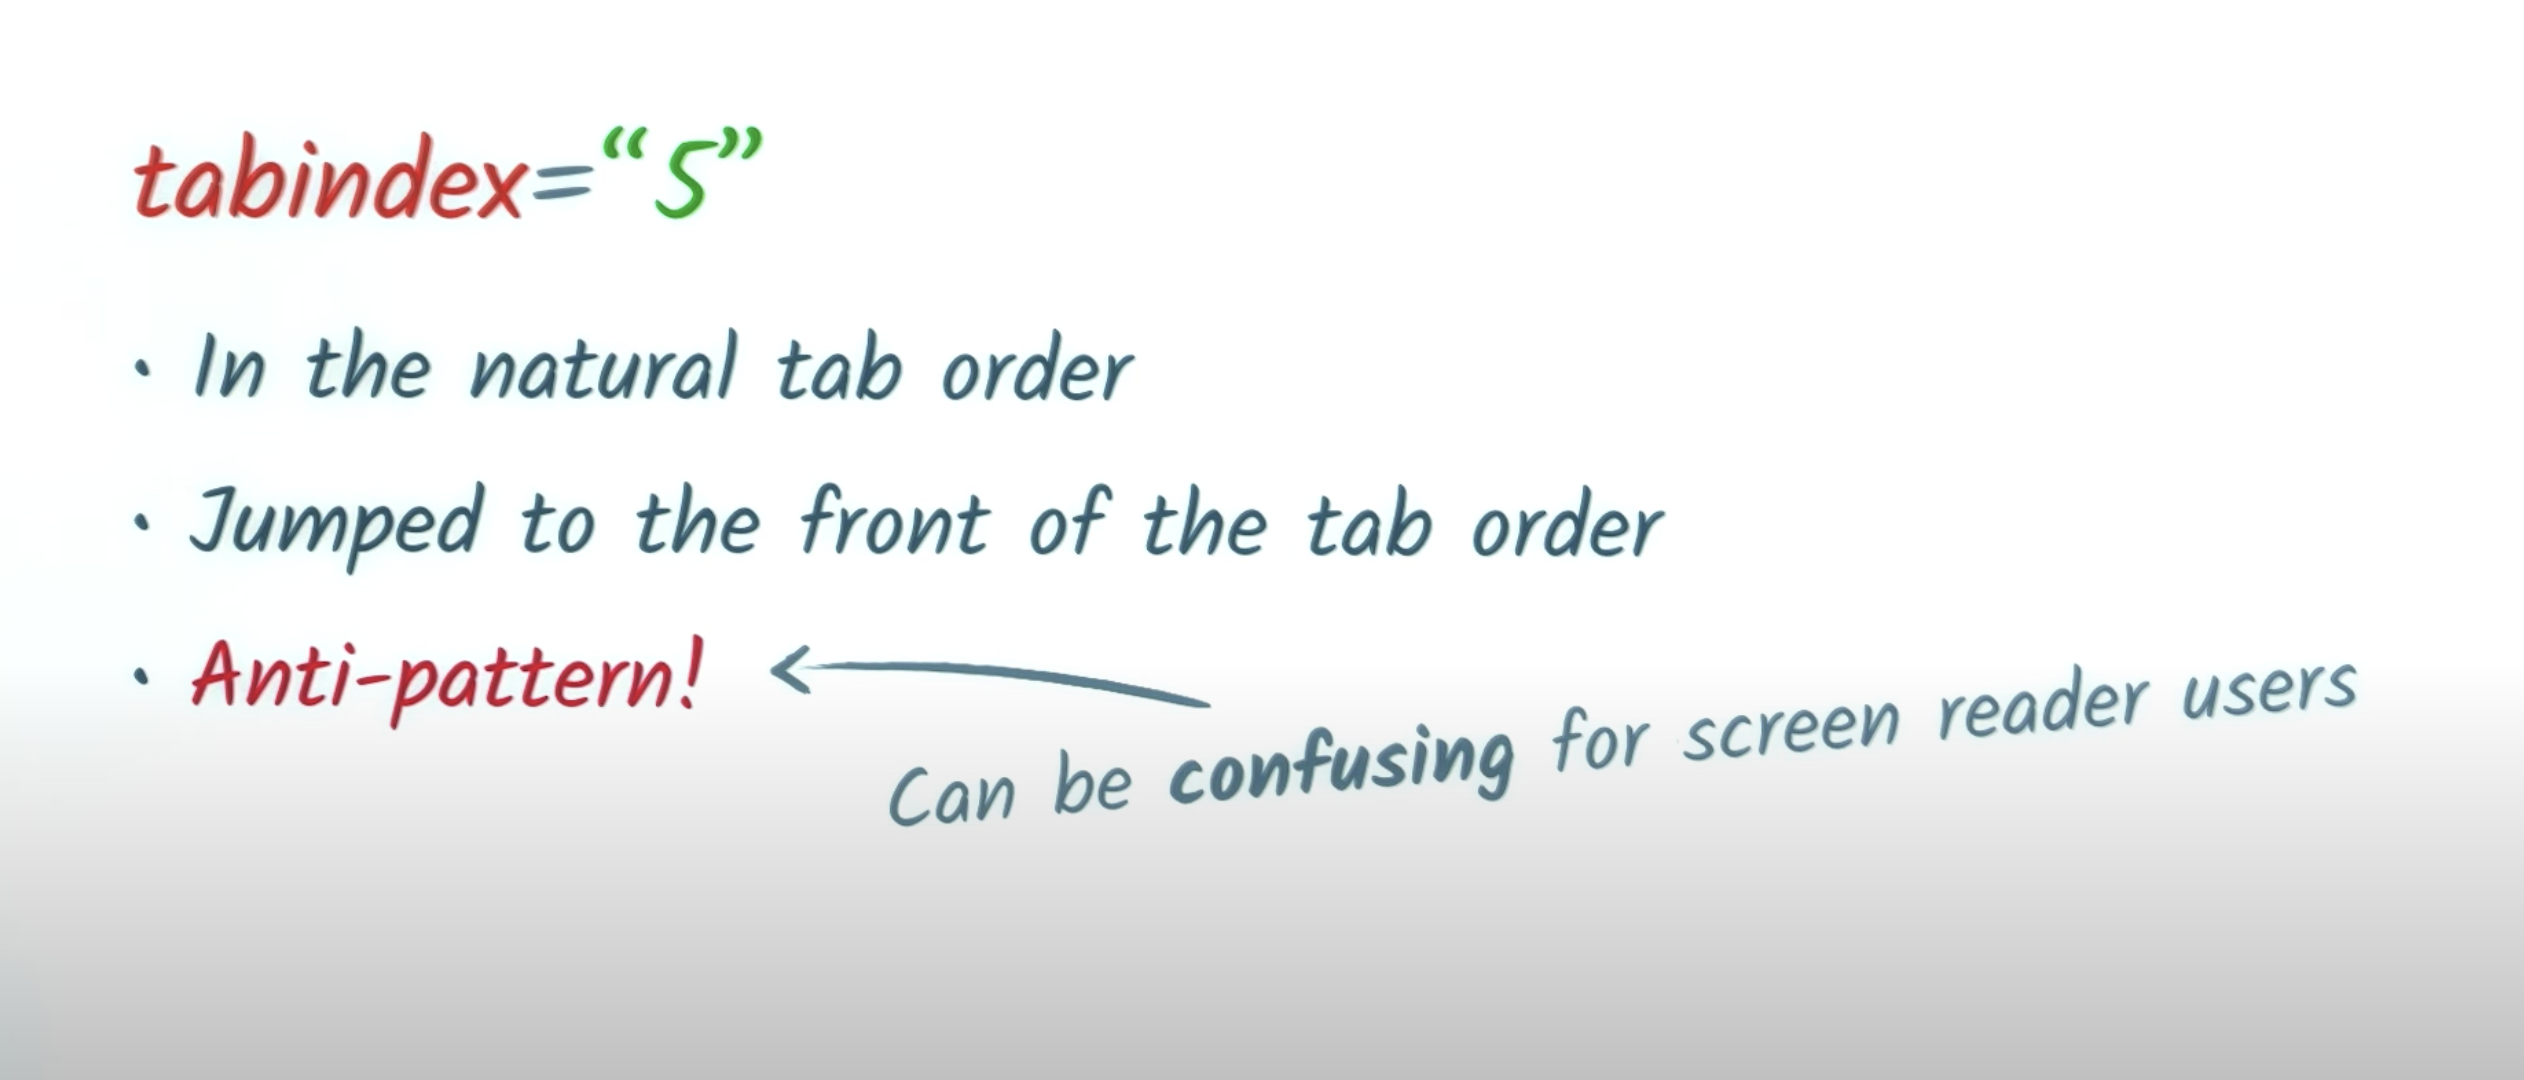 tabindex=“5”
• In the natural tab order
• Jumped to the front of the tab order
• Anti-pattern!
Can be confusing for screen reader users